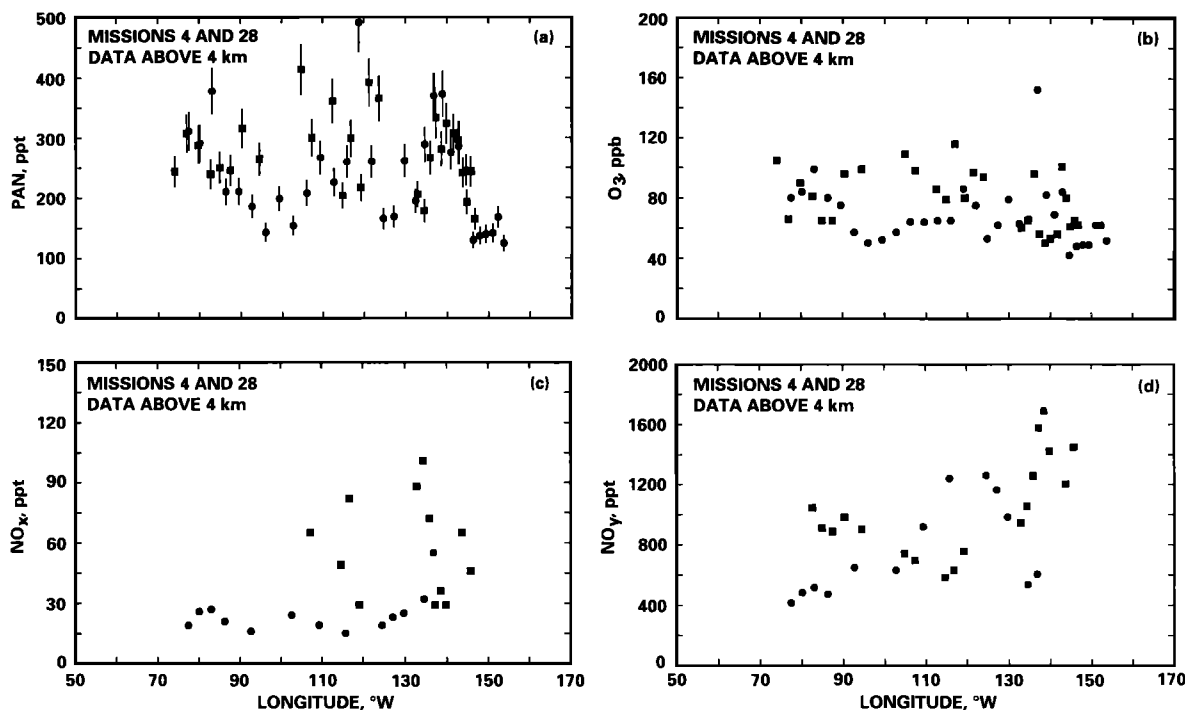 500
400
300
200
100
0
PAN, ppt
MISSIONS 4 AND 28
DATA ABOVE 4 km
(a)
200
160
120
80
40
0
O3, ppb
MISSIONS 4 AND 28
DATA ABOVE 4 km
(b)
150
120
90
60
30
0
NOx, ppt
MISSIONS 4 AND 28
DATA ABOVE 4 km
(c)
50 70 90 110 130 150 170
LONGITUDE, °W
2000
1600
1200
800
400
0
NOy, ppt
MISSIONS 4 AND 28
DATA ABOVE 4 km
(d)
50 70 90 110 130 150 170
LONGITUDE, °W